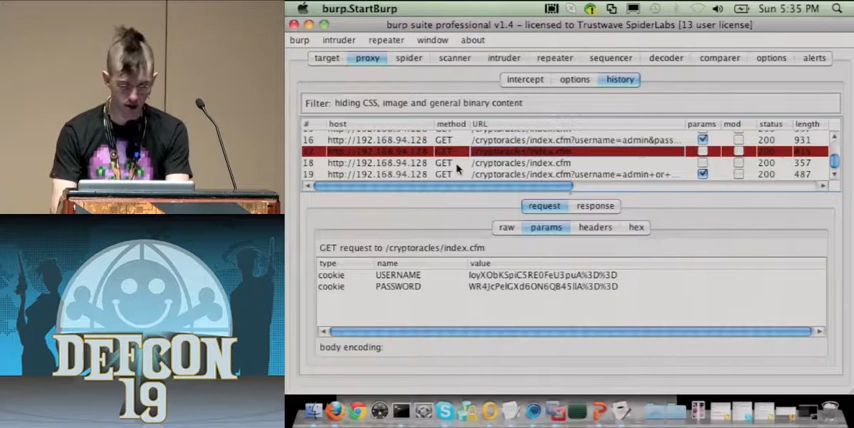 burp.StartBurp
Sun 5:35 PM
burp suite professional v1.4 - licensed to Trustwave SpiderLabs [13 user license]
burp intruder repeater window about
target proxy spider scanner intruder repeater sequencer decoder comparer options alerts
intercept options history
Filter: hiding CSS, image and general binary content
# host method URL params mod status length
16 http://192.168.94.128 GET /cryptoracles/index.cfm?username=admin&pass... 200 931
18 http://192.168.94.128 GET /cryptoracles/index.cfm 200 357
19 http://192.168.94.128 GET /cryptoracles/index.cfm?username=admin+or+... 200 487
request response
raw params headers hex
GET request to /cryptoracles/index.cfm
type name value
cookie USERNAME
cookie PASSWORD
body encoding:
DEFCON
19